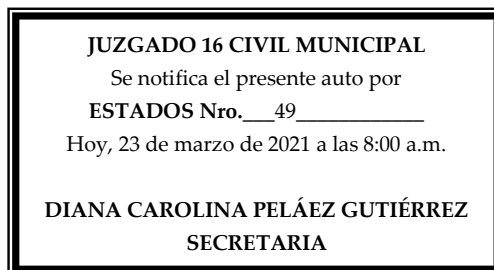 JUZGADO 16 CIVIL MUNICIPAL
Se notifica el presente auto por
ESTADOS Nro.___49____________
Hoy, 23 de marzo de 2021 a las 8:00 a.m.
DIANA CAROLINA PELÁEZ GUTIÉRREZ
SECRETARIA